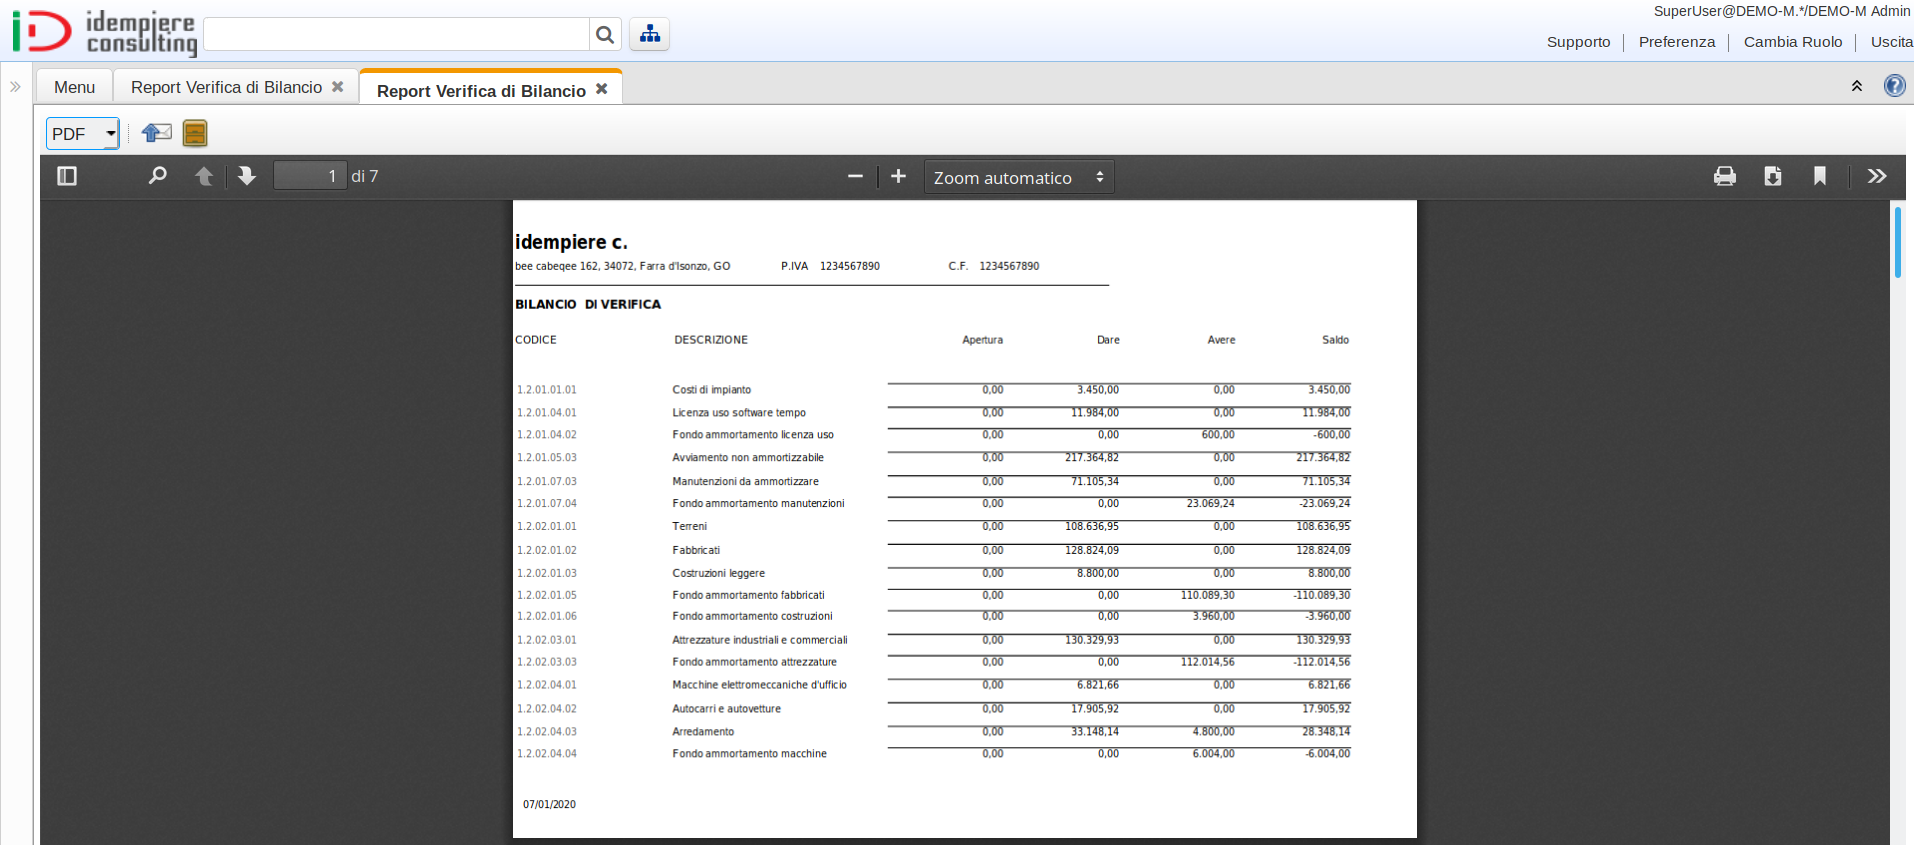 SuperUser@DEMO-M.*/DEMO-M Admin
iD idempiere consulting
Supporto Preferenza Cambia Ruolo Uscita
Menu Report Verifica di Bilancio Report Verifica di Bilancio
PDF
1 di 7 Zoom automatico
idempiere c.
bee cabeqee 162, 34072, Farra d'Isonzo, GO P.IVA 1234567890 C.F. 1234567890
BILANCIO DI VERIFICA
CODICE DESCRIZIONE Apertura Dare Avere Saldo
1.2.01.01.01 Costi di impianto 0,00 3.450,00 0,00 3.450,00
1.2.01.04.01 Licenza uso software tempo 0,00 11.984,00 0,00 11.984,00
1.2.01.04.02 Fondo ammortamento licenza uso 0,00 0,00 600,00 -600,00
1.2.01.05.03 Avviamento non ammortizzabile 0,00 217.364,82 0,00 217.364,82
1.2.01.07.03 Manutenzioni da ammortizzare 0,00 71.105,34 0,00 71.105,34
1.2.01.07.04 Fondo ammortamento manutenzioni 0,00 0,00 23.069,24 -23.069,24
1.2.02.01.01 Terreni 0,00 108.636,95 0,00 108.636,95
1.2.02.01.02 Fabbricati 0,00 128.824,09 0,00 128.824,09
1.2.02.01.03 Costruzioni leggere 0,00 8.800,00 0,00 8.800,00
1.2.02.01.05 Fondo ammortamento fabbricati 0,00 0,00 110.089,30 -110.089,30
1.2.02.01.06 Fondo ammortamento costruzioni 0,00 0,00 3.960,00 -3.960,00
1.2.02.03.01 Attrezzature industriali e commerciali 0,00 130.329,93 0,00 130.329,93
1.2.02.03.03 Fondo ammortamento attrezzature 0,00 0,00 112.014,56 -112.014,56
1.2.02.04.01 Macchine elettromeccaniche d'ufficio 0,00 6.821,66 0,00 6.821,66
1.2.02.04.02 Autocarri e autovetture 0,00 17.905,92 0,00 17.905,92
1.2.02.04.03 Arredamento 0,00 33.148,14 4.800,00 28.348,14
1.2.02.04.04 Fondo ammortamento macchine 0,00 0,00 6.004,00 -6.004,00
07/01/2020